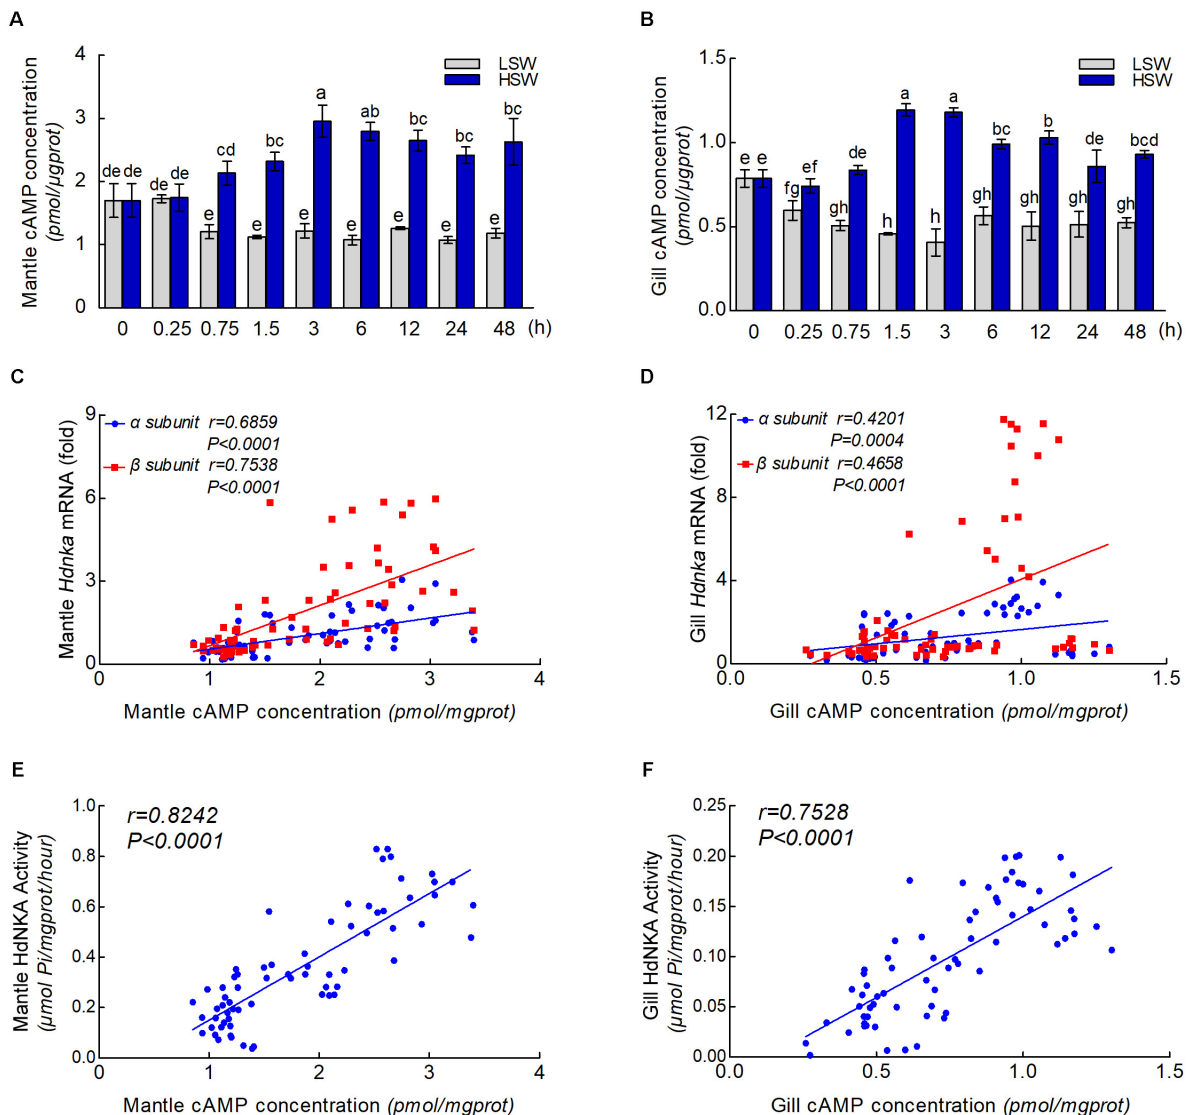 A
Mantle cAMP concentration
(pmol/µgprot)
4
3
2
1
0
LSW
HSW
de de
de de
cd
e
bc
e
a
e
ab
e
bc
e
bc
e
bc
e
0 0.25 0.75 1.5 3 6 12 24 48 (h)
B
Gill cAMP concentration
(pmol/µgprot)
1.5
1.0
0.5
0.0
LSW
HSW
e e
fg ef
gh de
h a
h a
gh bc
gh b
gh de
gh bcd
0 0.25 0.75 1.5 3 6 12 24 48 (h)
C
Mantle Hdnka mRNA (fold)
9
6
3
0
α subunit r=0.6859
P<0.0001
β subunit r=0.7538
P<0.0001
0 1 2 3 4
Mantle cAMP concentration (pmol/mgprot)
D
Gill Hdnka mRNA (fold)
12
8
4
0
α subunit r=0.4201
P=0.0004
β subunit r=0.4658
P<0.0001
0.0 0.5 1.0 1.5
Gill cAMP concentration (pmol/mgprot)
E
Mantle HdNKA Activity
(µmol Pi/mgprot/hour)
1.0
0.8
0.6
0.4
0.2
0.0
r=0.8242
P<0.0001
0 1 2 3 4
Mantle cAMP concentration (pmol/mgprot)
F
Gill HdNKA Activity
(µmol Pi/mgprot/hour)
0.25
0.20
0.15
0.10
0.05
0.00
r=0.7528
P<0.0001
0.0 0.5 1.0 1.5
Gill cAMP concentration (pmol/mgprot)